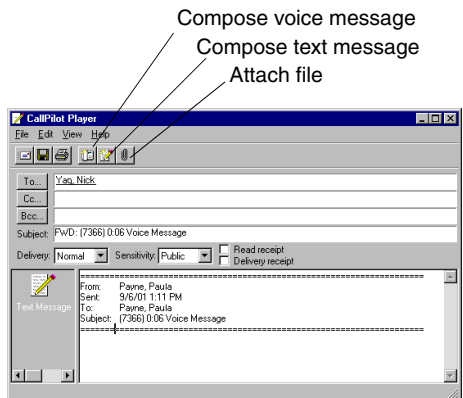 Compose voice message
Compose text message
Attach file
CallPilot Player
File Edit View Help
To... Yao, Nick
Cc...
Bcc...
Subject: FWD: (7366) 0:06 Voice Message
Delivery: Normal Sensitivity: Public Read receipt
Delivery receipt
Text Message
From: Payne, Paula
Sent: 9/6/01 1:11 PM
To: Payne, Paula
Subject: (7366) 0:06 Voice Message